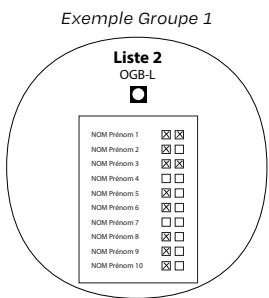 Exemple Groupe 1
Liste 2
OGB-L
NOM Prénom 1
NOM Prénom 2
NOM Prénom 3
NOM Prénom 4
NOM Prénom 5
NOM Prénom 6
NOM Prénom 7
NOM Prénom 8
NOM Prénom 9
NOM Prénom 10